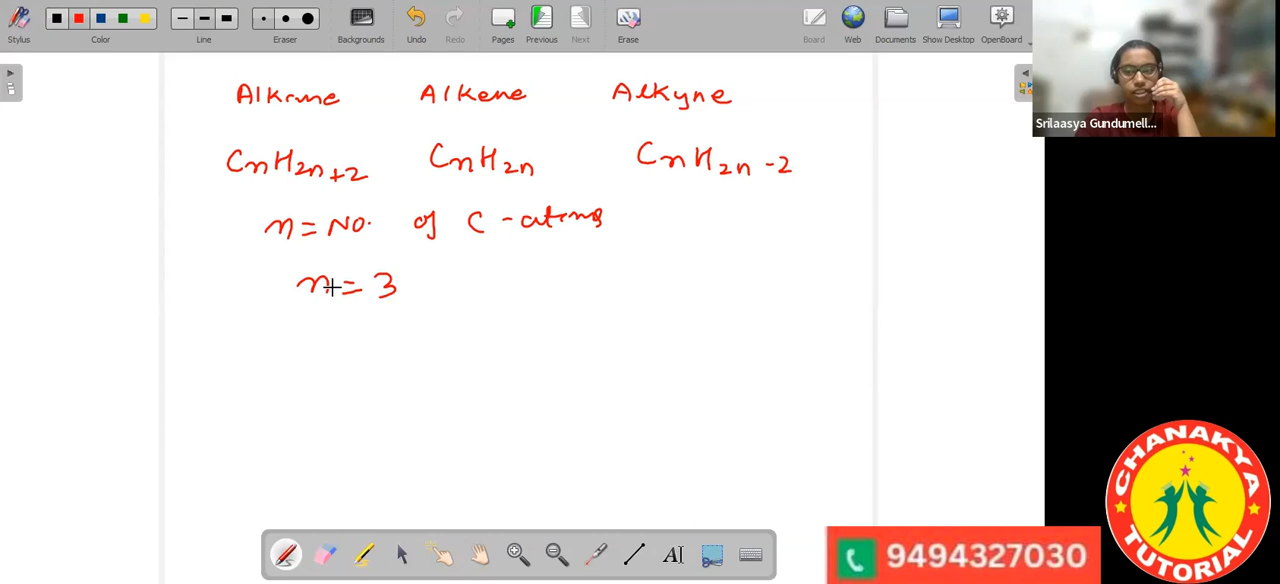 Stylus Color Line Eraser Backgrounds Undo Redo Pages Previous Next Erase Board Web Documents Show Desktop OpenBoard
Srilaasya Gundumell...
Alkane Alkene Alkyne
CnH2n+2 CnH2n CnH2n-2
n = No. of C - atoms
n = 3
CHANAKYA
TUTORIAL
9494327030